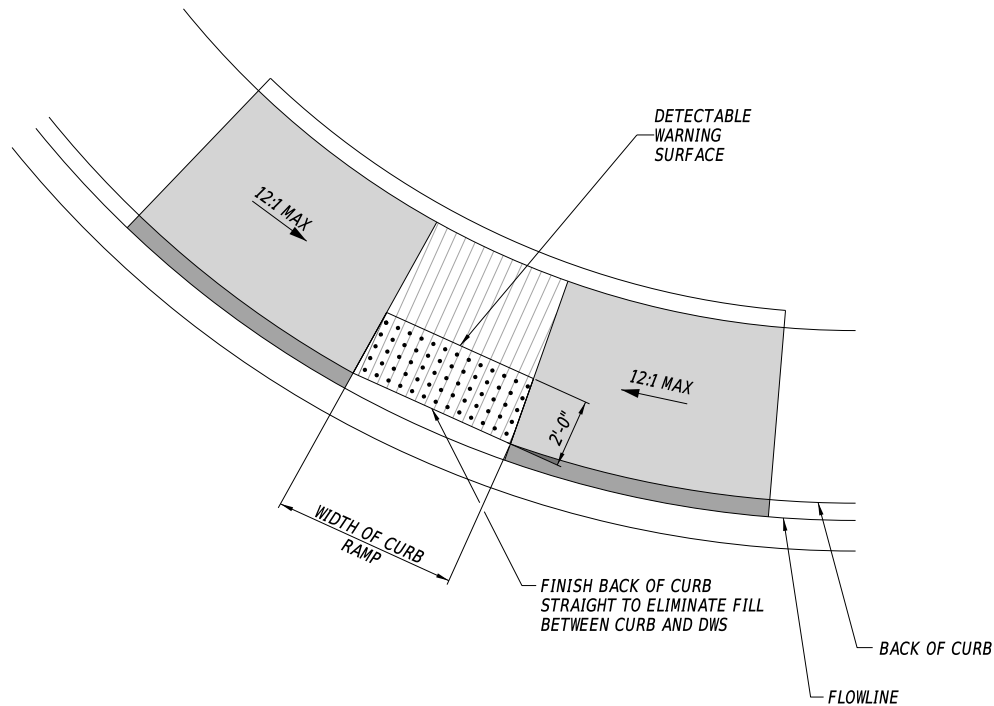 DETECTABLE
WARNING
SURFACE
12:1 MAX
12:1 MAX
2'-0"
WIDTH OF CURB
RAMP
FINISH BACK OF CURB
STRAIGHT TO ELIMINATE FILL
BETWEEN CURB AND DWS
BACK OF CURB
FLOWLINE